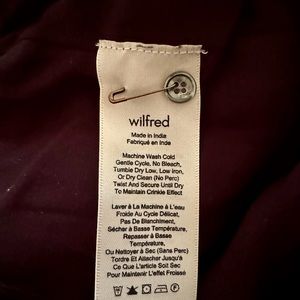 wilfred
Made in India
Fabriqué en Inde
Machine Wash Cold
Gentle Cycle, No Bleach,
Tumble Dry Low, Low Iron,
Or Dry Clean (No Perc)
Twist And Secure Until Dry
To Maintain Crinkle Effect
Laver à La Machine à L'eau
Froide Au Cycle Délicat,
Pas De Blanchiment,
Sécher à Basse Température,
Repasser à Basse
Température,
Ou Nettoyer à Sec (Sans Perc)
Tordre Et Attacher Jusqu'à
Ce Que L'article Soit Sec
Pour Maintenir L'effet Froissé